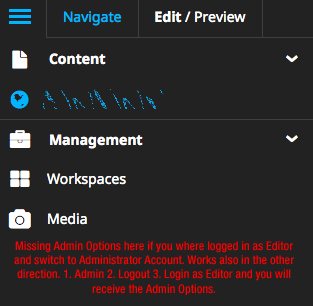 Navigate
Edit / Preview
Content
Management
Workspaces
Media
Missing Admin Options here if you where logged in as Editor
and switch to Administrator Account. Works also in the other
direction. 1. Admin 2. Logout 3. Login as Editor and you will
receive the Admin Options.